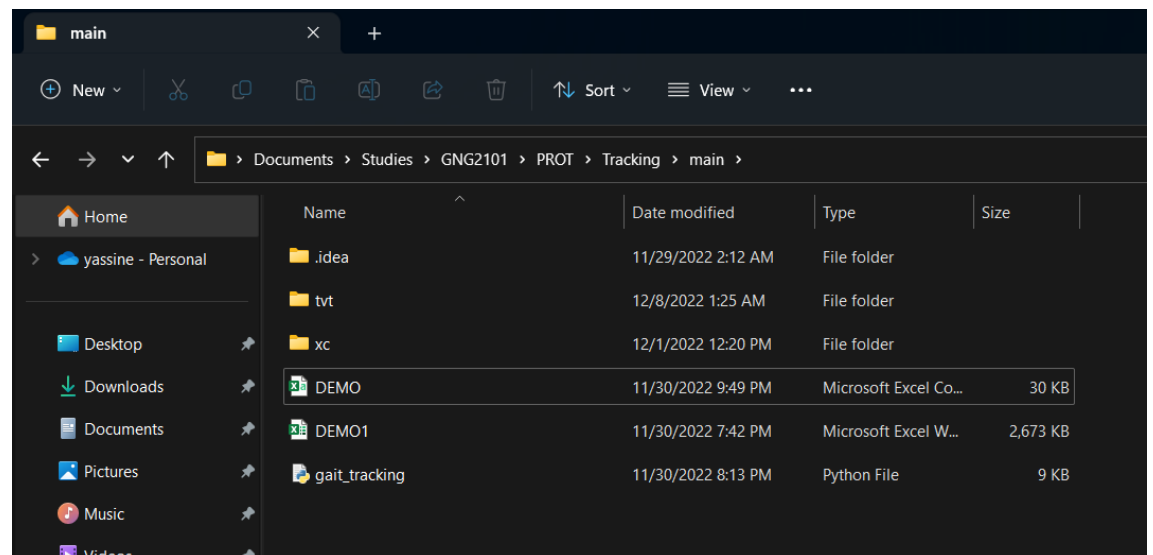 main
New Sort View
Documents > Studies > GNG2101 > PROT > Tracking > main >
Name Date modified Type Size
Home
yassine - Personal
Desktop
Downloads
Documents
Pictures
Music
Videos
.idea 11/29/2022 2:12 AM File folder
tvt 12/8/2022 1:25 AM File folder
xc 12/1/2022 12:20 PM File folder
DEMO 11/30/2022 9:49 PM Microsoft Excel Co... 30 KB
DEMO1 11/30/2022 7:42 PM Microsoft Excel W... 2,673 KB
gait_tracking 11/30/2022 8:13 PM Python File 9 KB